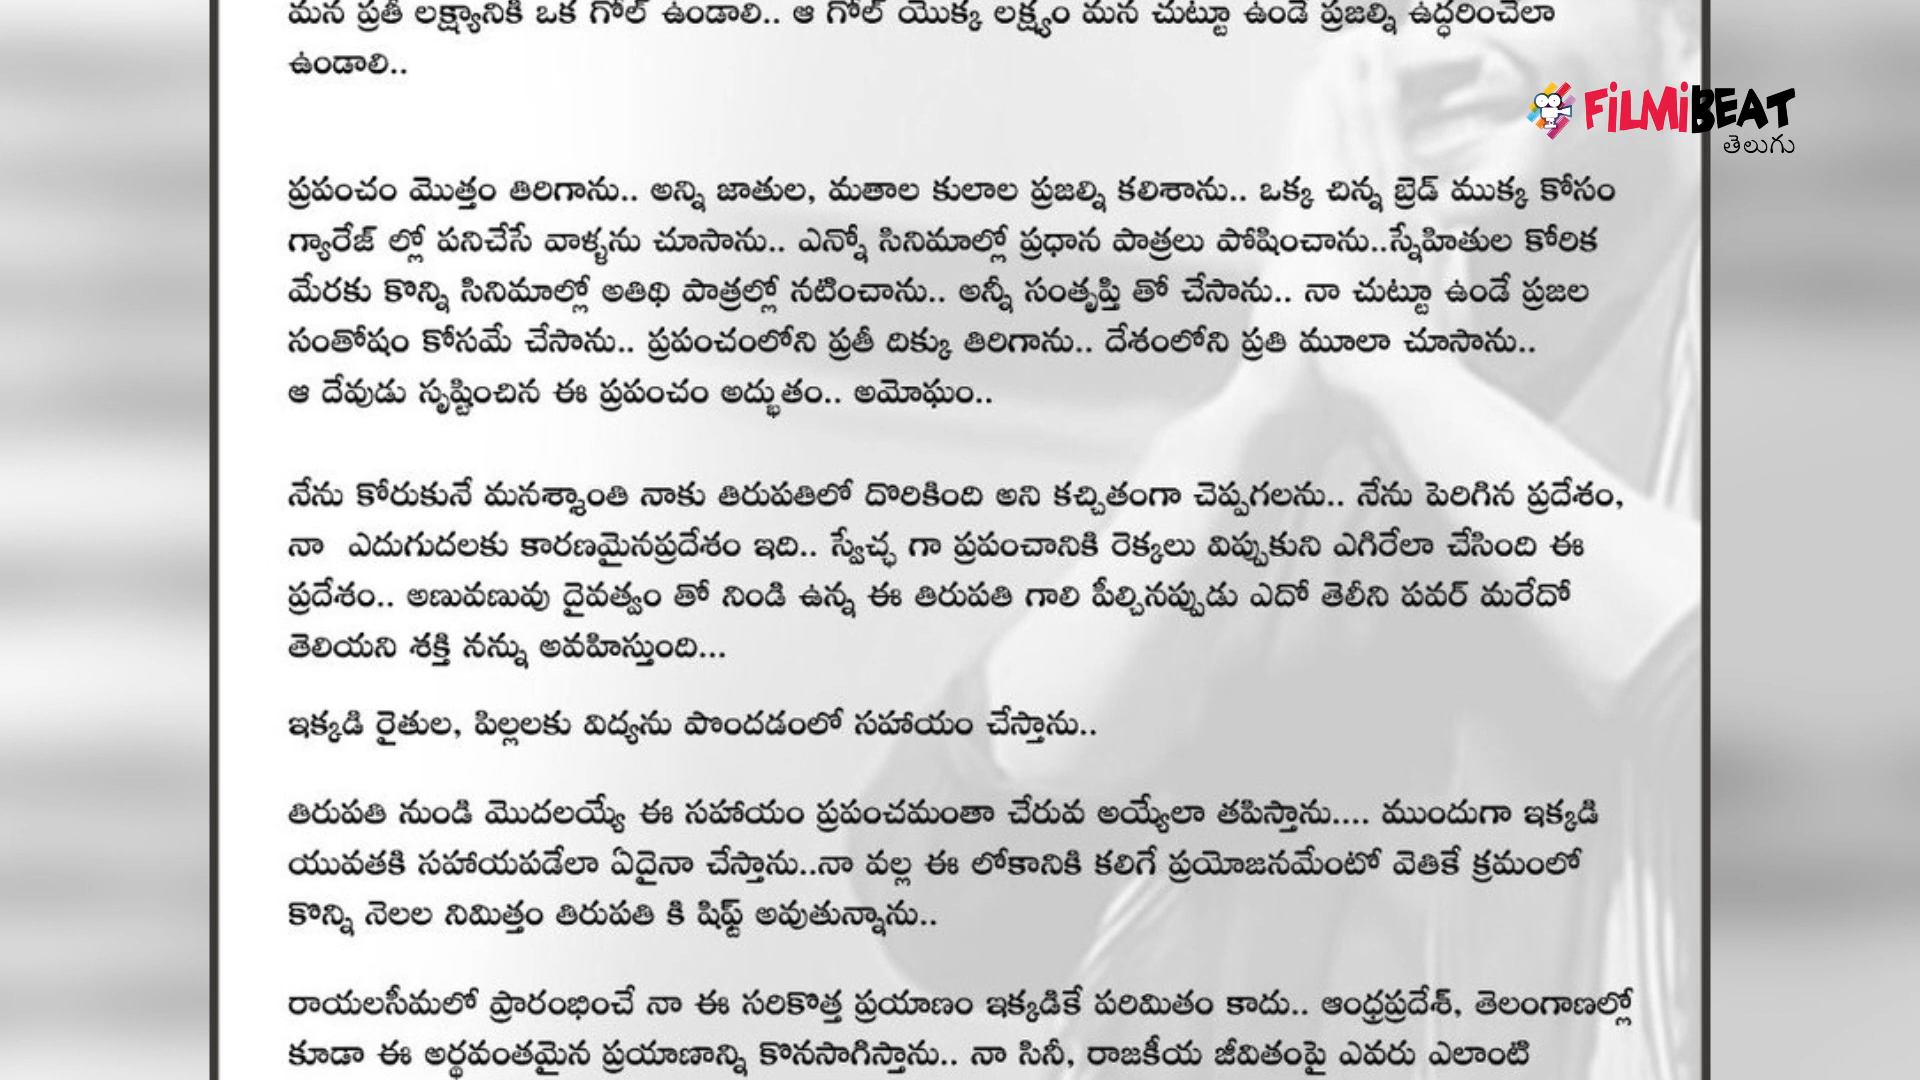 మన ప్రతీ లక్ష్యానికి ఒక గోల్ ఉండాలి.. ఆ గోల్ యొక్క లక్ష్యం మన చుట్టూ ఉండే ప్రజల్ని ఉద్ధరించేలా
ఉండాలి..
FiLMiBEAT
తెలుగు
ప్రపంచం మొత్తం తిరిగాను.. అన్ని జాతుల, మతాల కులాల ప్రజల్ని కలిశాను.. ఒక్క చిన్న బ్రెడ్ ముక్క కోసం
గ్యారేజ్ ల్లో పనిచేసే వాళ్ళను చూసాను.. ఎన్నో సినిమాల్లో ప్రధాన పాత్రలు పోషించాను..స్నేహితుల కోరిక
మేరకు కొన్ని సినిమాల్లో అతిథి పాత్రల్లో నటించాను.. అన్నీ సంతృప్తి తో చేసాను.. నా చుట్టూ ఉండే ప్రజల
సంతోషం కోసమే చేసాను.. ప్రపంచంలోని ప్రతీ దిక్కు తిరిగాను.. దేశంలోని ప్రతి మూలా చూసాను..
ఆ దేవుడు సృష్టించిన ఈ ప్రపంచం అద్భుతం.. అమోఘం..
నేను కోరుకునే మనశ్శాంతి నాకు తిరుపతిలో దొరికింది అని కచ్చితంగా చెప్పగలను.. నేను పెరిగిన ప్రదేశం,
నా ఎదుగుదలకు కారణమైనప్రదేశం ఇది.. స్వేచ్ఛ గా ప్రపంచానికి రెక్కలు విప్పుకుని ఎగిరేలా చేసింది ఈ
ప్రదేశం.. అణువణువు దైవత్వం తో నిండి ఉన్న ఈ తిరుపతి గాలి పీల్చినప్పుడు ఎదో తెలీని పవర్ మరేదో
తెలియని శక్తి నన్ను అవహిస్తుంది...
ఇక్కడి రైతుల, పిల్లలకు విద్యను పొందడంలో సహాయం చేస్తాను..
తిరుపతి నుండి మొదలయ్యే ఈ సహాయం ప్రపంచమంతా చేరువ అయ్యేలా తపిస్తాను.... ముందుగా ఇక్కడి
యువతకి సహాయపడేలా ఏదైనా చేస్తాను..నా వల్ల ఈ లోకానికి కలిగే ప్రయోజనమేంటో వెతికే క్రమంలో
కొన్ని నెలల నిమిత్తం తిరుపతి కి షిఫ్ట్ అవుతున్నాను..
రాయలసీమలో ప్రారంభించే నా ఈ సరికొత్త ప్రయాణం ఇక్కడికే పరిమితం కాదు.. ఆంధ్రప్రదేశ్, తెలంగాణల్లో
కూడా ఈ అర్థవంతమైన ప్రయాణాన్ని కొనసాగిస్తాను.. నా సినీ, రాజకీయ జీవితంపై ఎవరు ఎలాంటి